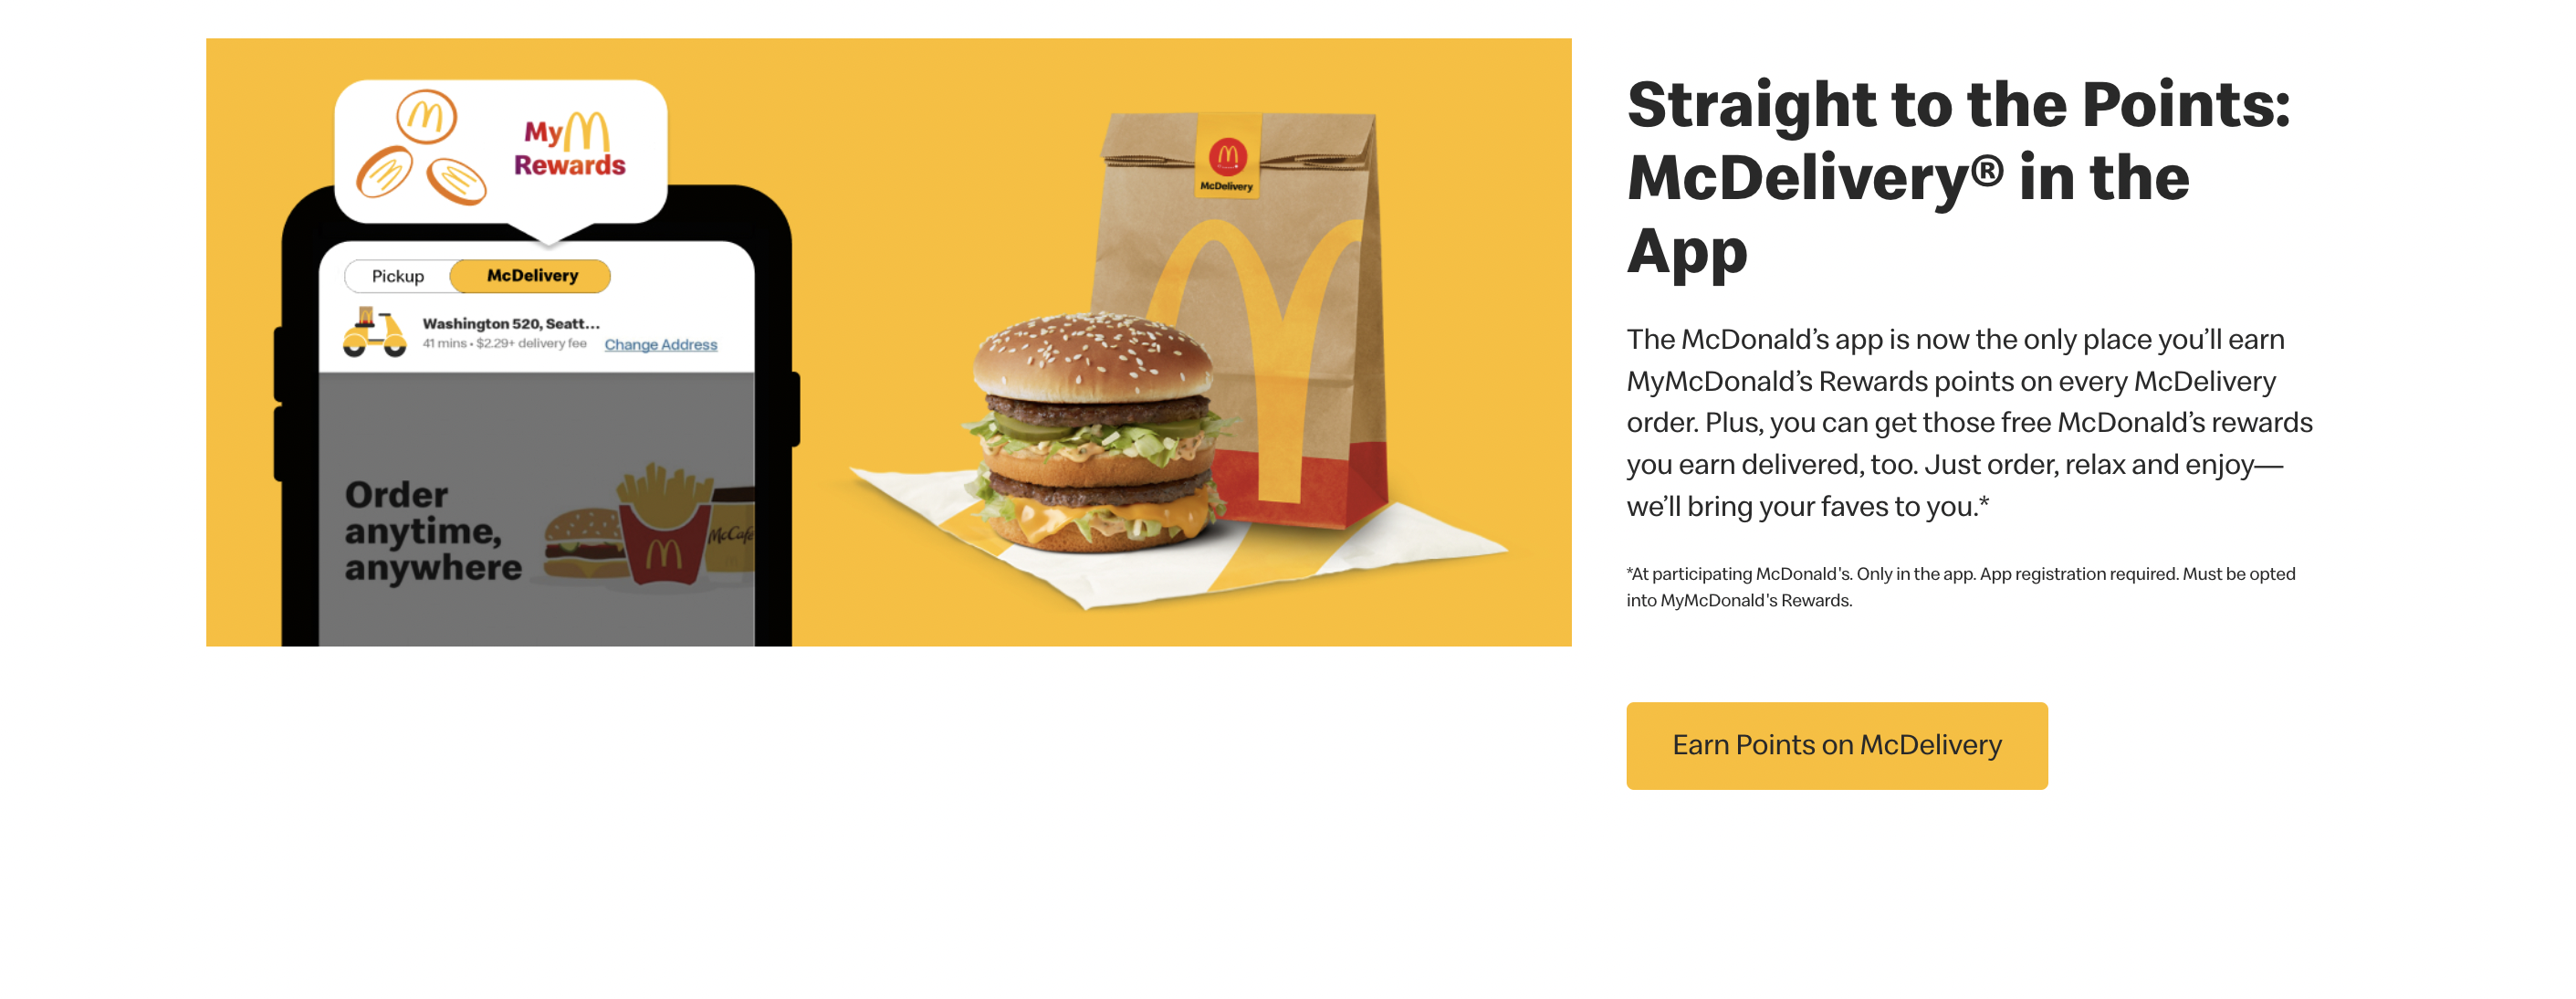 My
Rewards
Pickup
McDelivery
Washington 520, Seatt...
41 mins • $2.29+ delivery fee
Change Address
Order
anytime,
anywhere
McCafé
McDelivery
Straight to the Points:
McDelivery® in the
App
The McDonald’s app is now the only place you’ll earn
MyMcDonald’s Rewards points on every McDelivery
order. Plus, you can get those free McDonald’s rewards
you earn delivered, too. Just order, relax and enjoy—
we’ll bring your faves to you.*
*At participating McDonald's. Only in the app. App registration required. Must be opted
into MyMcDonald's Rewards.
Earn Points on McDelivery